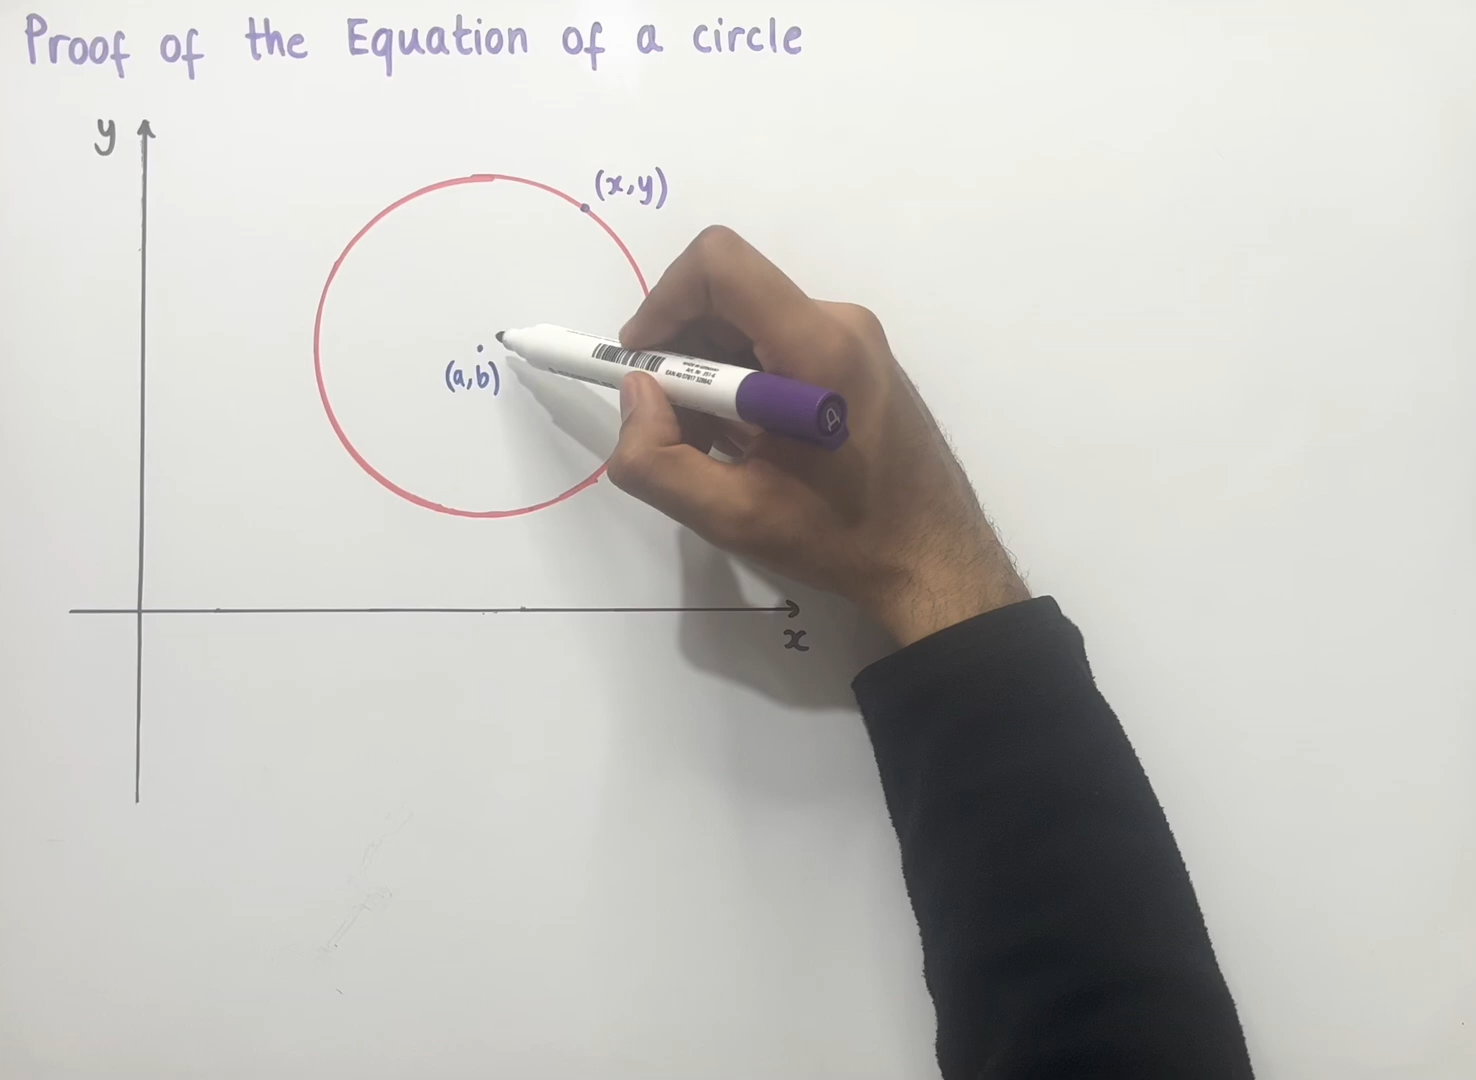 Proof of the Equation of a circle
y
(x,y)
(a,b)
x